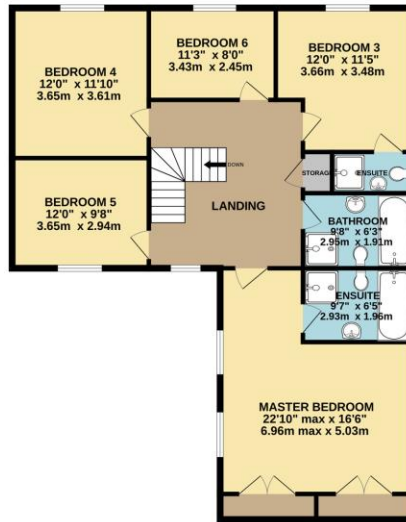 BEDROOM 4
12'0" x 11'10"
3.65m x 3.61m
BEDROOM 6
11'3" x 8'0"
3.43m x 2.45m
BEDROOM 3
12'0" x 11'5"
3.66m x 3.48m
DOWN
STORAGE
ENSUITE
BEDROOM 5
12'0" x 9'8"
3.65m x 2.94m
LANDING
BATHROOM
9'8" x 6'3"
2.95m x 1.91m
ENSUITE
9'7" x 6'5"
2.93m x 1.96m
MASTER BEDROOM
22'10" max x 16'6"
6.96m max x 5.03m